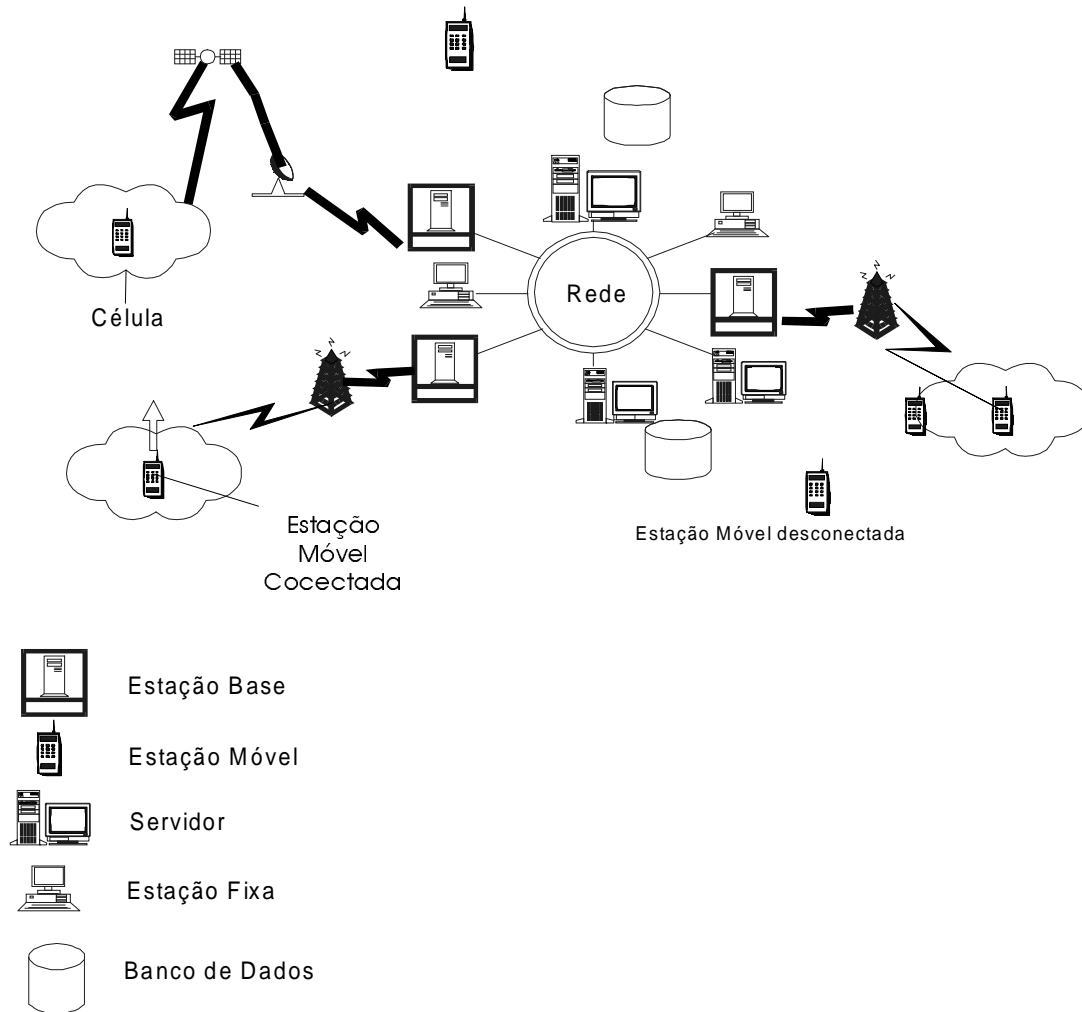 Rede
Célula
Estação
Móvel
Cocectada
Estação Móvel desconectada
Estação Base
Estação Móvel
Servidor
Estação Fixa
Banco de Dados